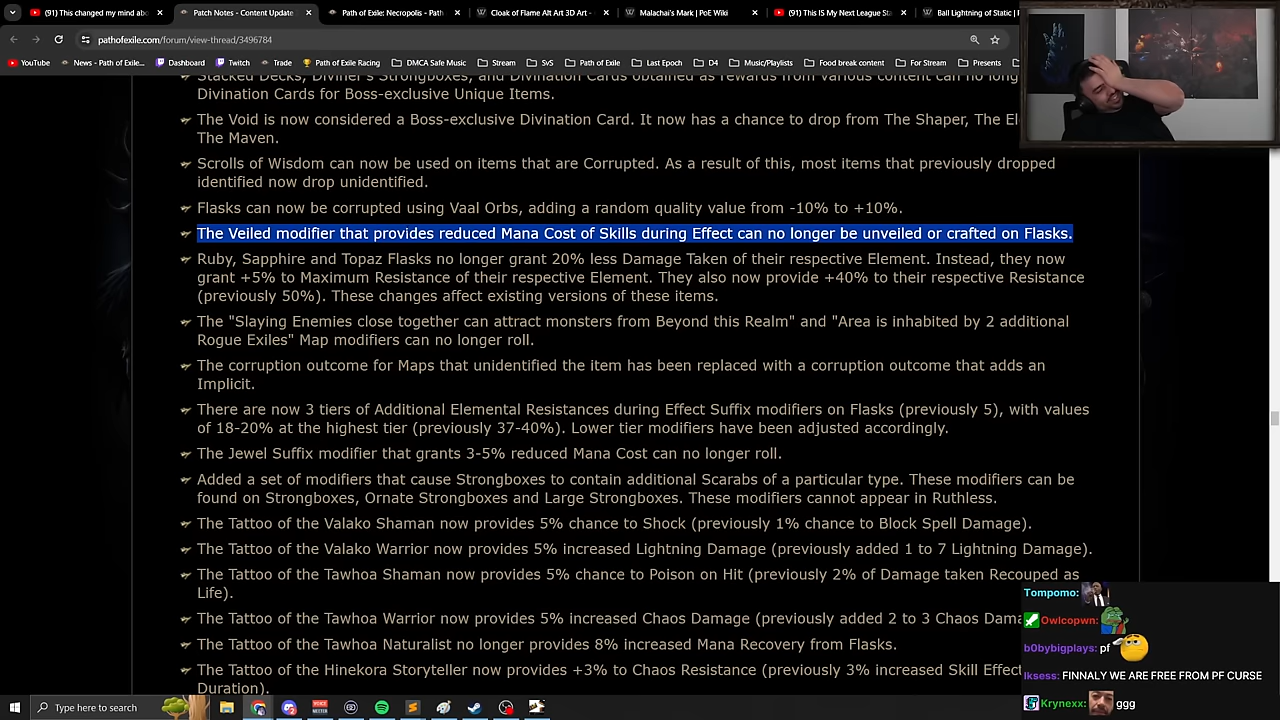 (91) This changed my mind abo
Patch Notes - Content Update
Path of Exile: Necropolis - Path
Cloak of Flame Alt Art 3D Art -
Malachai's Mark | PoE Wiki
(91) This IS My Next League Sta
Ball Lightning of Static |
pathofexile.com/forum/view-thread/3496784
YouTube
News - Path of Exile...
Dashboard
Twitch
Trade
Path of Exile Racing
DMCA Safe Music
Stream
SvS
Path of Exile
Last Epoch
D4
Music/Playlists
Food break content
For Stream
Presents
Stacked Decks, Diviner's Strongboxes, and Divination Cards obtained as rewards from various content can no long
Divination Cards for Boss-exclusive Unique Items.
The Void is now considered a Boss-exclusive Divination Card. It now has a chance to drop from The Shaper, The El
The Maven.
Scrolls of Wisdom can now be used on items that are Corrupted. As a result of this, most items that previously dropped
identified now drop unidentified.
Flasks can now be corrupted using Vaal Orbs, adding a random quality value from -10% to +10%.
The Veiled modifier that provides reduced Mana Cost of Skills during Effect can no longer be unveiled or crafted on Flasks.
Ruby, Sapphire and Topaz Flasks no longer grant 20% less Damage Taken of their respective Element. Instead, they now
grant +5% to Maximum Resistance of their respective Element. They also now provide +40% to their respective Resistance
(previously 50%). These changes affect existing versions of these items.
The "Slaying Enemies close together can attract monsters from Beyond this Realm" and "Area is inhabited by 2 additional
Rogue Exiles" Map modifiers can no longer roll.
The corruption outcome for Maps that unidentified the item has been replaced with a corruption outcome that adds an
Implicit.
There are now 3 tiers of Additional Elemental Resistances during Effect Suffix modifiers on Flasks (previously 5), with values
of 18-20% at the highest tier (previously 37-40%). Lower tier modifiers have been adjusted accordingly.
The Jewel Suffix modifier that grants 3-5% reduced Mana Cost can no longer roll.
Added a set of modifiers that cause Strongboxes to contain additional Scarabs of a particular type. These modifiers can be
found on Strongboxes, Ornate Strongboxes and Large Strongboxes. These modifiers cannot appear in Ruthless.
The Tattoo of the Valako Shaman now provides 5% chance to Shock (previously 1% chance to Block Spell Damage).
The Tattoo of the Valako Warrior now provides 5% increased Lightning Damage (previously added 1 to 7 Lightning Damage).
The Tattoo of the Tawhoa Shaman now provides 5% chance to Poison on Hit (previously 2% of Damage taken Recouped as
Life).
The Tattoo of the Tawhoa Warrior now provides 5% increased Chaos Damage (previously added 2 to 3 Chaos Dama
The Tattoo of the Tawhoa Naturalist no longer provides 8% increased Mana Recovery from Flasks.
The Tattoo of the Hinekora Storyteller now provides +3% to Chaos Resistance (previously 3% increased Skill Effect
Duration).
Tompomo:
Owlcopwn:
b0bybigplays: pf
lksess: FINNALY WE ARE FREE FROM PF CURSE
Krynexx: ggg
Type here to search